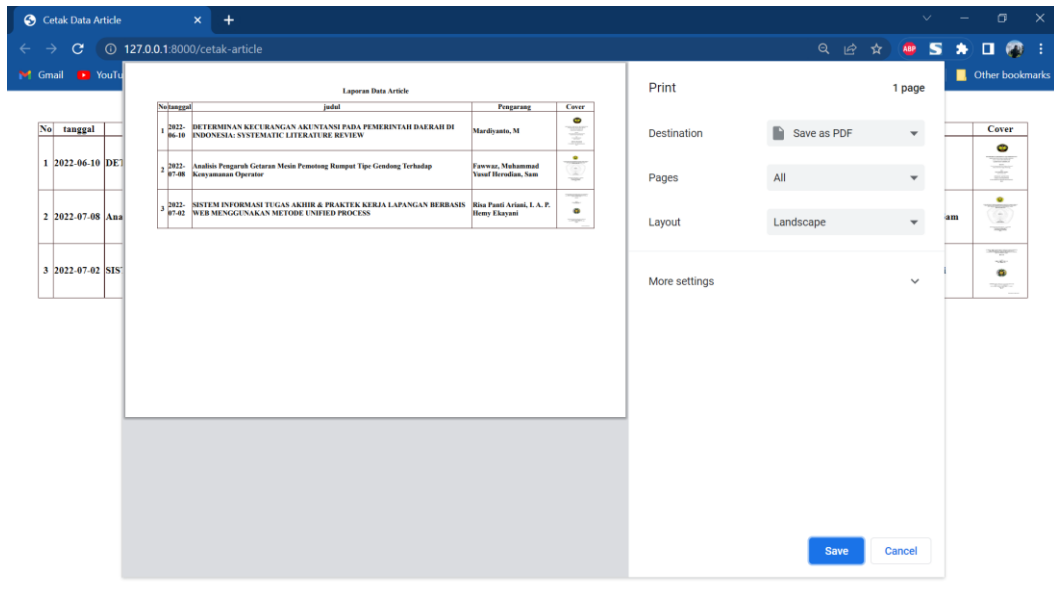 Cetak Data Article
127.0.0.1:8000/cetak-article
ABP
S
Gmail
YouTu
Other bookmarks
No tanggal
Cover
1 2022-06-10 DET
2 2022-07-08 Ana
am
3 2022-07-02 SIS
Laporan Data Article
No tanggal judul Pengarang Cover
1 2022-06-10 DETERMINAN KECURANGAN AKUNTANSI PADA PEMERINTAH DAERAH DI
INDONESIA: SYSTEMATIC LITERATURE REVIEW
Mardiyanto, M
2 2022-07-08 Analisis Pengaruh Getaran Mesin Pemotong Rumput Tipe Gendong Terhadap
Kenyamanan Operator
Fawwaz, Muhammad
Yusuf Herodian, Sam
3 2022-07-02 SISTEM INFORMASI TUGAS AKHIR & PRAKTEK KERJA LAPANGAN BERBASIS
WEB MENGGUNAKAN METODE UNIFIED PROCESS
Risa Panti Ariani, I. A. P.
Hemy Ekayani
Print 1 page
Destination Save as PDF
Pages All
Layout Landscape
More settings
Save Cancel